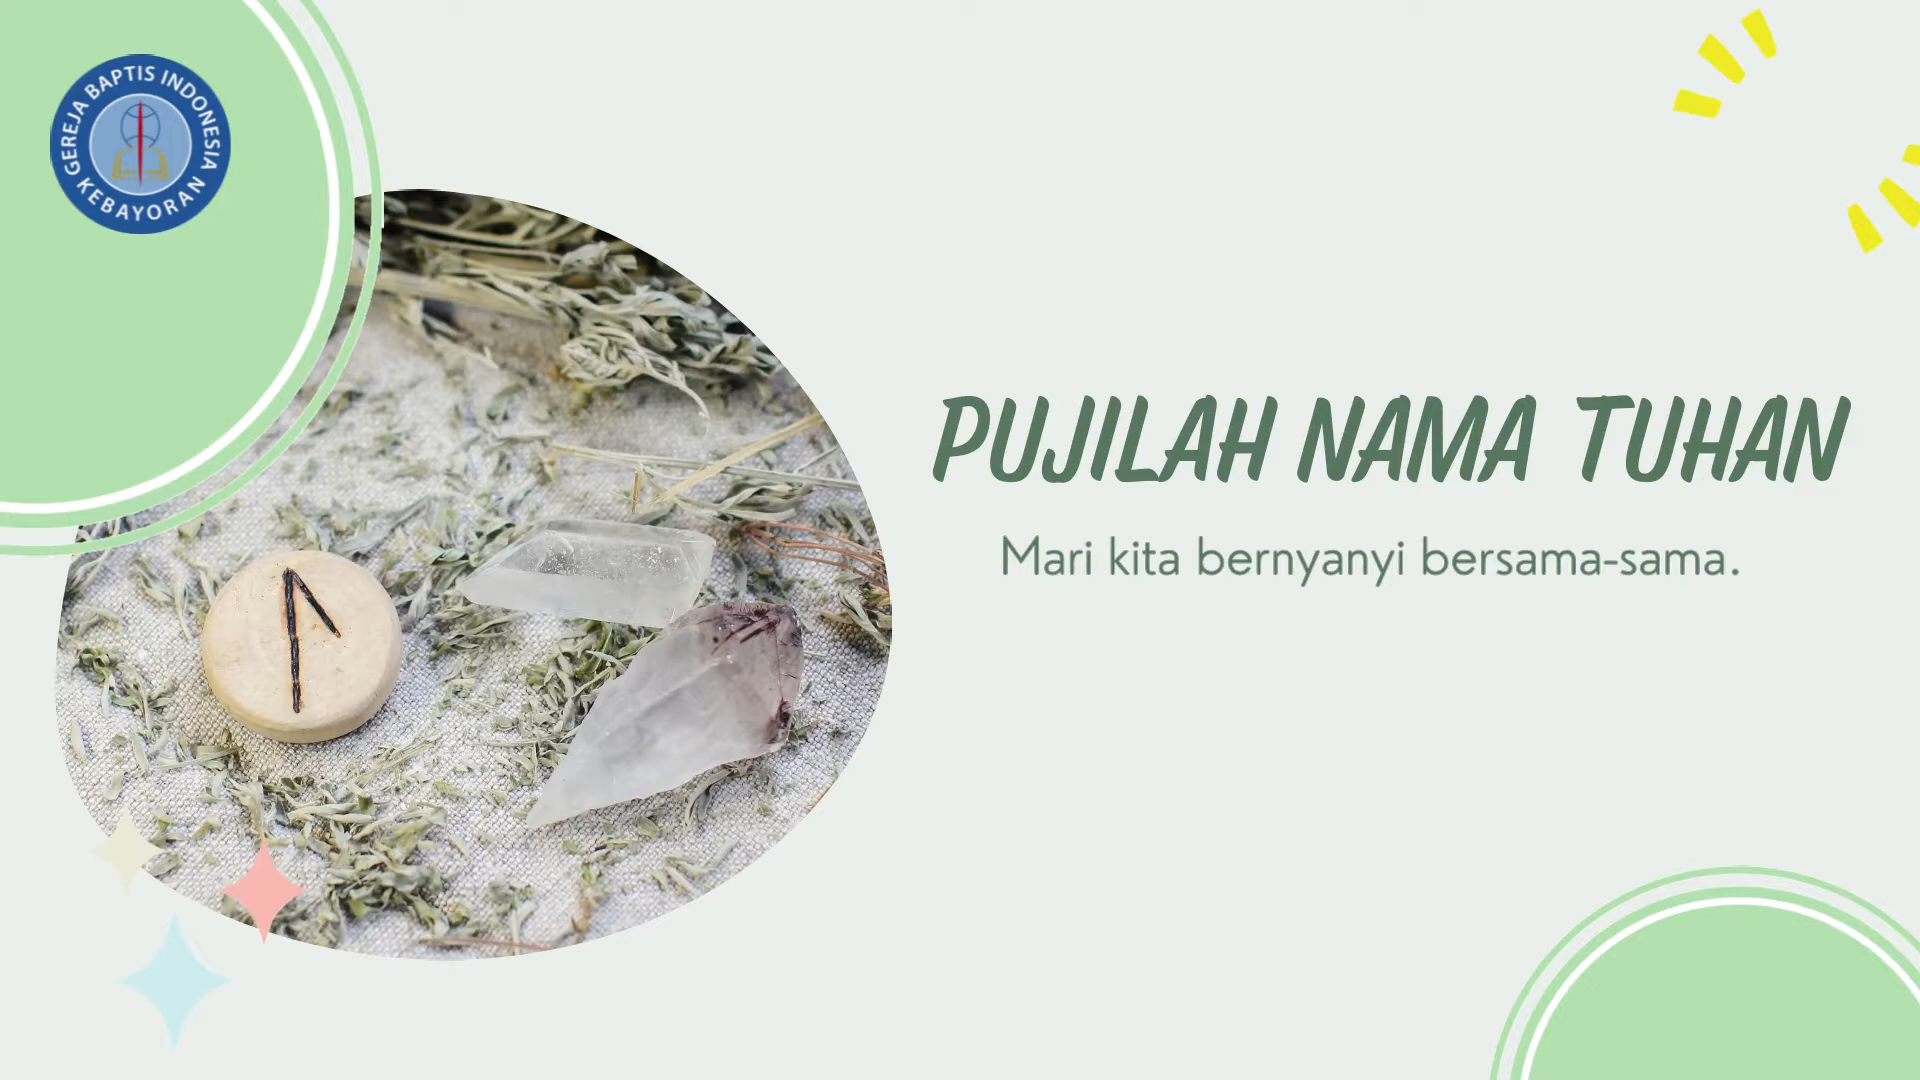 GEREJA BAPTIS INDONESIA
KEBAYORAN
PUJILAH NAMA TUHAN
Mari kita bernyanyi bersama-sama.